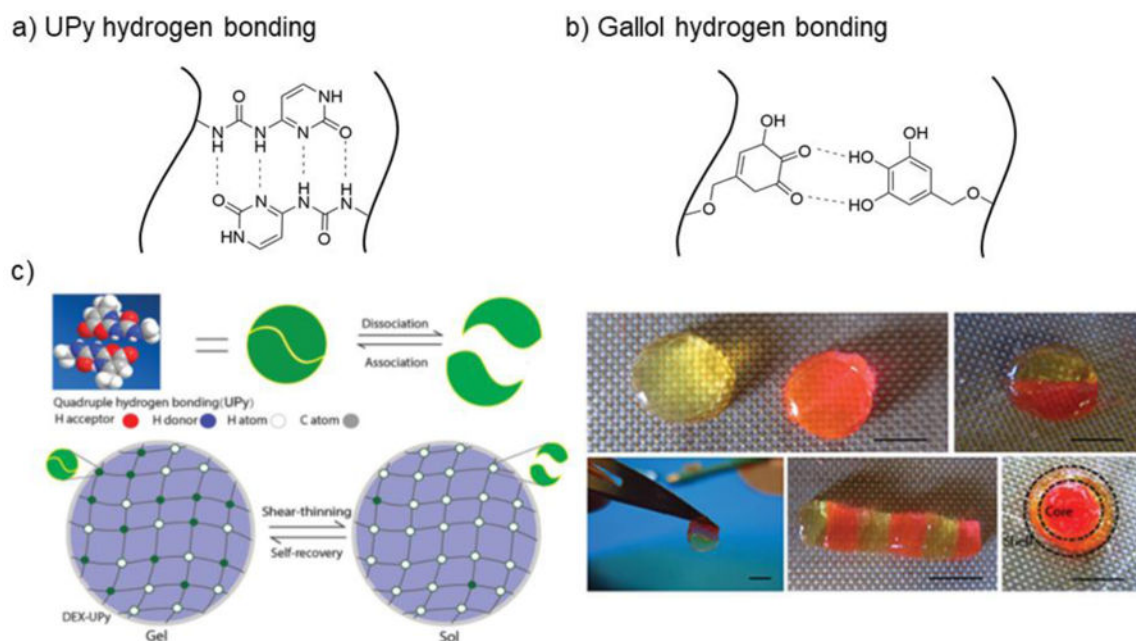 a) UPy hydrogen bonding
b) Gallol hydrogen bonding
O
N
H
N
H
N
NH
O
O
N
HN
H
N
H
N
O
OH
O
O
O
OH
HO
HO
O
c)
Dissociation
Association
Quadruple hydrogen bonding(UPy)
H acceptor H donor H atom C atom
Shear-thinning
Self-recovery
DEX-UPy
Gel
Sol
Core
Shell